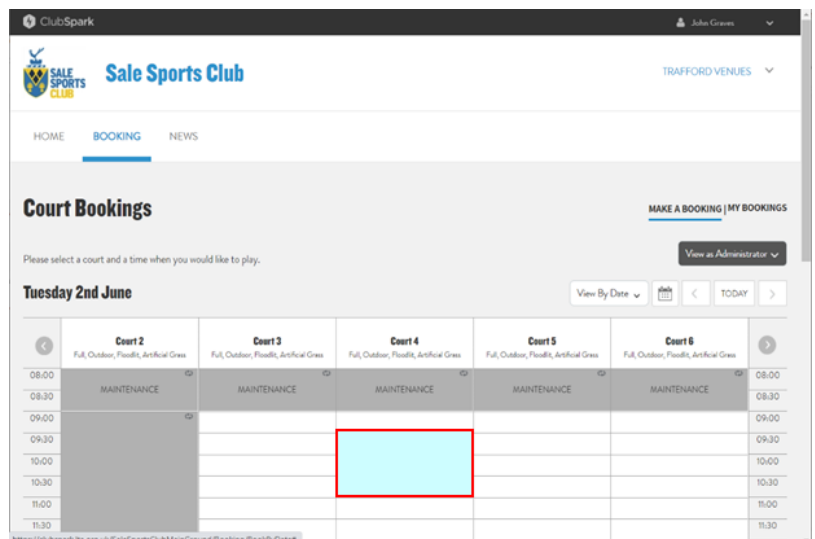 ClubSpark
John Graves
SALE SPORTS CLUB
Sale Sports Club
TRAFFORD VENUES
HOME BOOKING NEWS
Court Bookings
MAKE A BOOKING | MY BOOKINGS
Please select a court and a time when you would like to play.
View as Administrator
Tuesday 2nd June
View By Date TODAY
Court 2 Court 3 Court 4 Court 5 Court 6
Full, Outdoor, Floodlit, Artificial Grass Full, Outdoor, Floodlit, Artificial Grass Full, Outdoor, Floodlit, Artificial Grass Full, Outdoor, Floodlit, Artificial Grass Full, Outdoor, Floodlit, Artificial Grass
08:00 08:00
MAINTENANCE MAINTENANCE MAINTENANCE MAINTENANCE MAINTENANCE
08:30 08:30
09:00 09:00
09:30 09:30
10:00 10:00
10:30 10:30
11:00 11:00
11:30 11:30